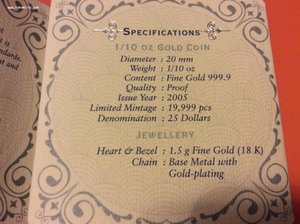 SPECIFICATIONS
1/10 OZ GOLD COIN
Diameter : 20 mm
Weight : 1/10 oz
Content : Fine Gold 999.9
Quality : Proof
Issue Year : 2005
Limited Mintage : 19,999 pcs
Denomination : 25 Dollars
JEWELLERY
Heart & Bezel : 1.5 g Fine Gold (18 K)
Chain : Base Metal with
Gold-plating